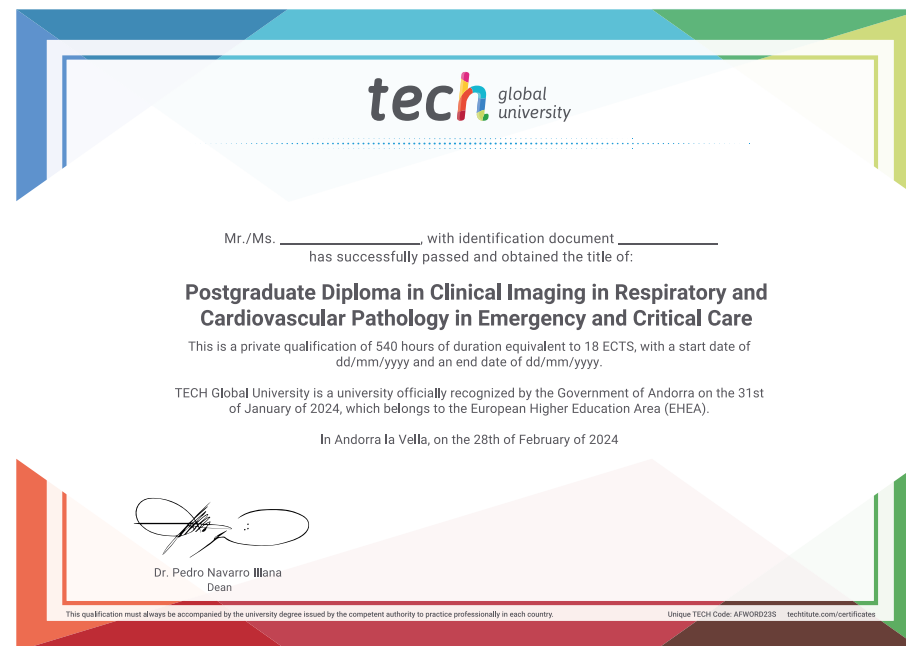 tech global university
Mr./Ms. ____________________, with identification document ______________
has successfully passed and obtained the title of:
Postgraduate Diploma in Clinical Imaging in Respiratory and
Cardiovascular Pathology in Emergency and Critical Care
This is a private qualification of 540 hours of duration equivalent to 18 ECTS, with a start date of
dd/mm/yyyy and an end date of dd/mm/yyyy.
TECH Global University is a university officially recognized by the Government of Andorra on the 31st
of January of 2024, which belongs to the European Higher Education Area (EHEA).
In Andorra la Vella, on the 28th of February of 2024
Dr. Pedro Navarro Illana
Dean
This qualification must always be accompanied by the university degree issued by the competent authority to practice professionally in each country.
Unique TECH Code: AFWORD23S techtitute.com/certificates